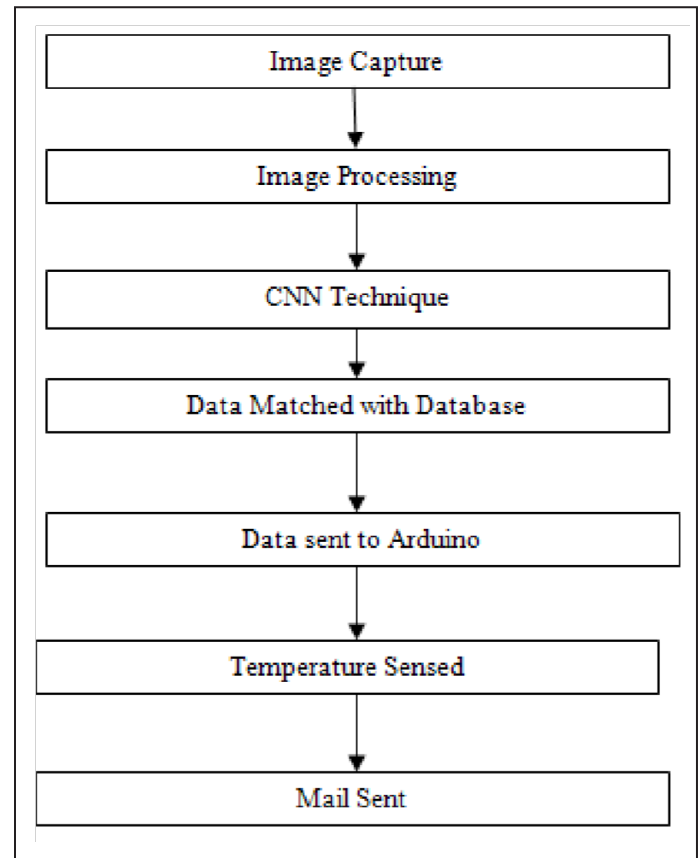 Image Capture
Image Processing
CNN Technique
Data Matched with Database
Data sent to Arduino
Temperature Sensed
Mail Sent